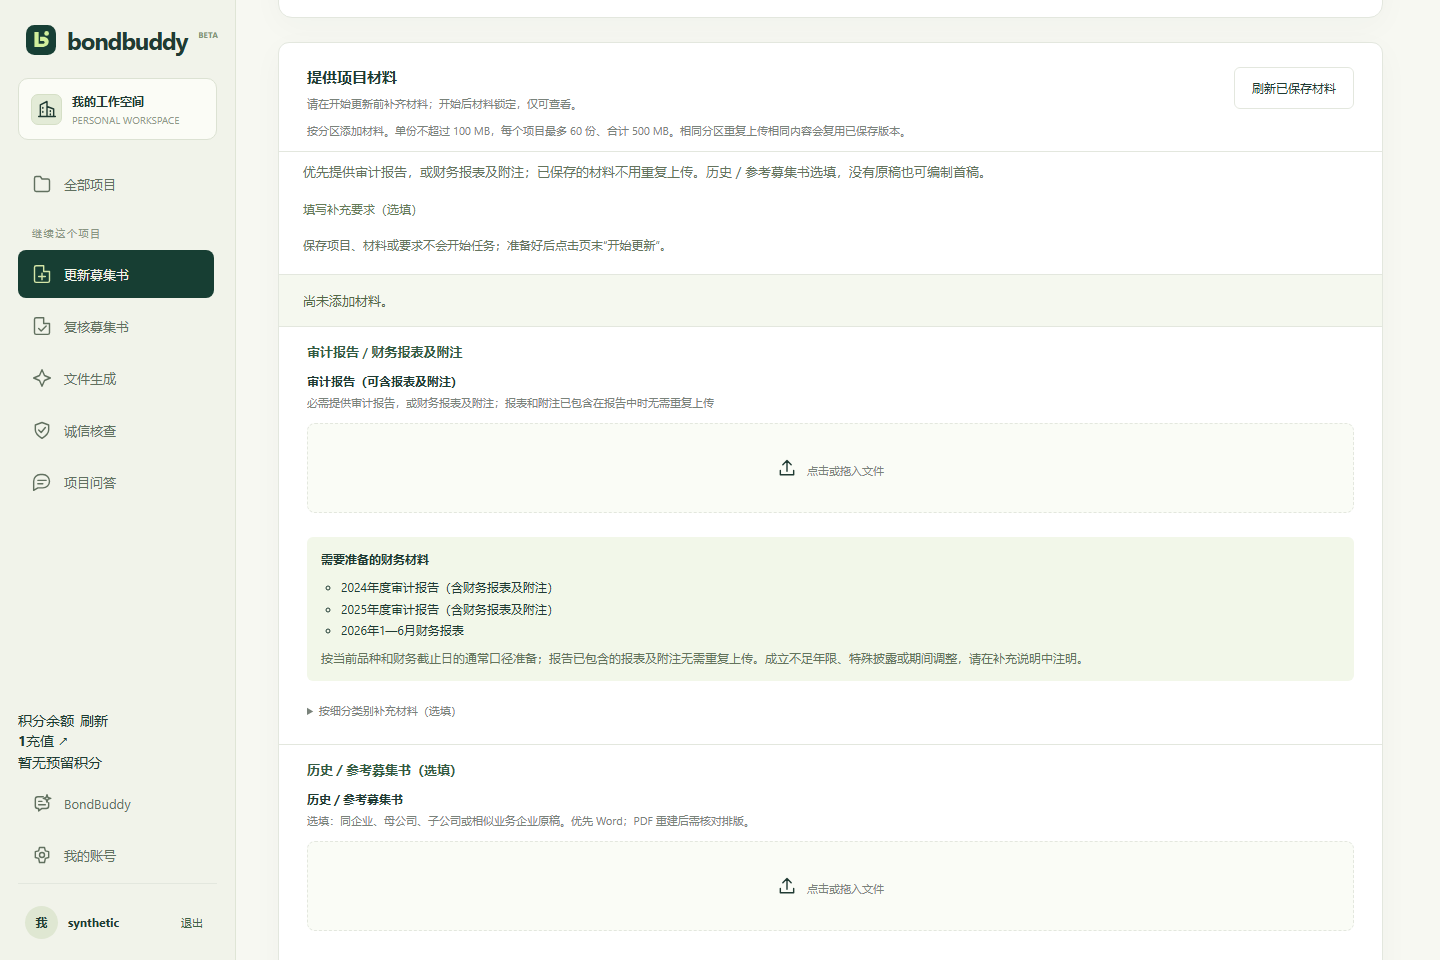 bondbuddy BETA
我的工作空间
PERSONAL WORKSPACE
全部项目
继续这个项目
更新募集书
复核募集书
文件生成
诚信核查
项目问答
积分余额 刷新
1充值 ↗
暂无预留积分
BondBuddy
我的账号
我 synthetic 退出
提供项目材料
刷新已保存材料
请在开始更新前补齐材料；开始后材料锁定，仅可查看。
按分区添加材料。单份不超过 100 MB，每个项目最多 60 份、合计 500 MB。相同分区重复上传相同内容会复用已保存版本。
优先提供审计报告，或财务报表及附注；已保存的材料不用重复上传。历史 / 参考募集书选填，没有原稿也可编制首稿。
填写补充要求（选填）
保存项目、材料或要求不会开始任务；准备好后点击页末“开始更新”。
尚未添加材料。
审计报告 / 财务报表及附注
审计报告（可含报表及附注）
必需提供审计报告，或财务报表及附注；报表和附注已包含在报告中时无需重复上传
点击或拖入文件
需要准备的财务材料
2024年度审计报告（含财务报表及附注）
2025年度审计报告（含财务报表及附注）
2026年1—6月财务报表
按当前品种和财务截止日的通常口径准备；报告已包含的报表及附注无需重复上传。成立不足年限、特殊披露或期间调整，请在补充说明中注明。
按细分类别补充材料（选填）
历史 / 参考募集书（选填）
历史 / 参考募集书
选填：同企业、母公司、子公司或相似业务企业原稿。优先 Word；PDF 重建后需核对排版。
点击或拖入文件